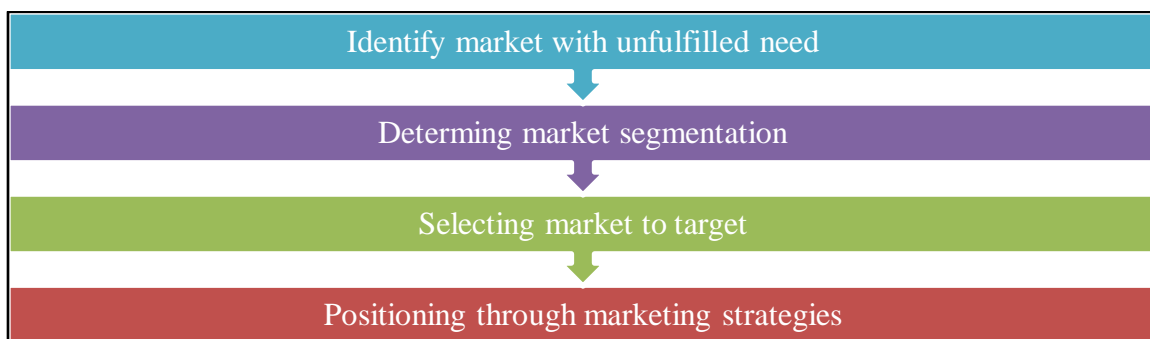 Identify market with unfulfilled need
Determing market segmentation
Selecting market to target
Positioning through marketing strategies